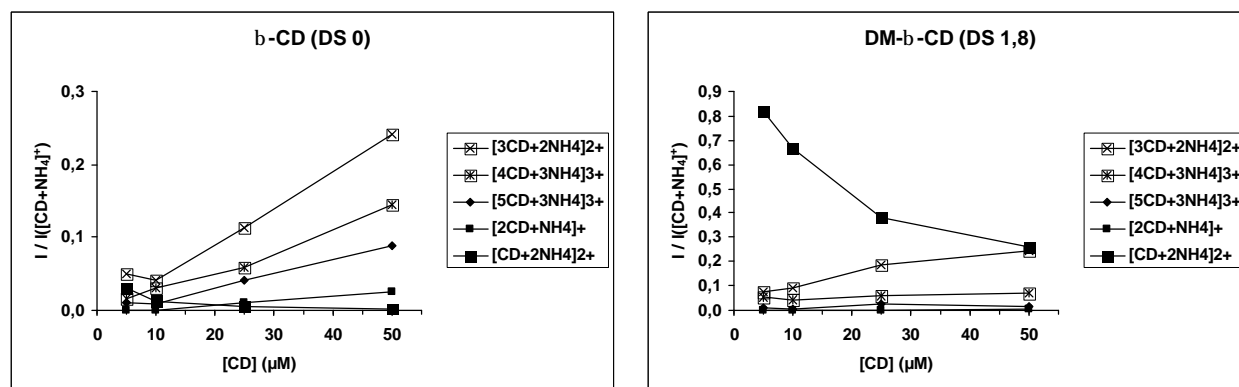 b-CD (DS 0)
0,3
0,2
0,1
0,0
0 10 20 30 40 50
I / I([CD+NH₄]⁺)
[CD] (µM)
[3CD+2NH4]2+
[4CD+3NH4]3+
[5CD+3NH4]3+
[2CD+NH4]+
[CD+2NH4]2+
DM-b-CD (DS 1,8)
0,9
0,8
0,7
0,6
0,5
0,4
0,3
0,2
0,1
0,0
0 10 20 30 40 50
I / I([CD+NH₄]⁺)
[CD] (µM)
[3CD+2NH4]2+
[4CD+3NH4]3+
[5CD+3NH4]3+
[2CD+NH4]+
[CD+2NH4]2+